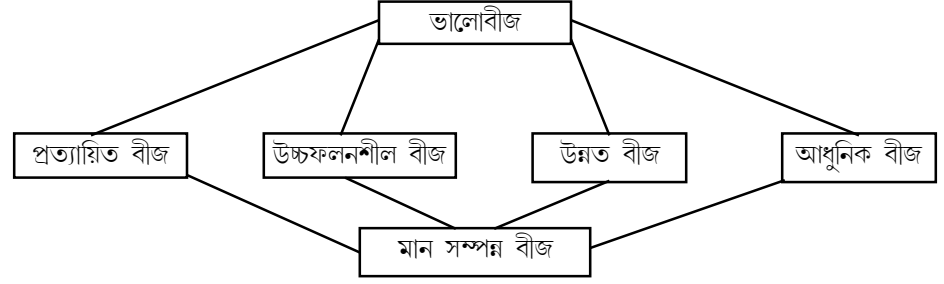 ভালোবীজ
প্রত্যায়িত বীজ
উচ্চফলনশীল বীজ
উন্নত বীজ
আধুনিক বীজ
মান সম্পন্ন বীজ